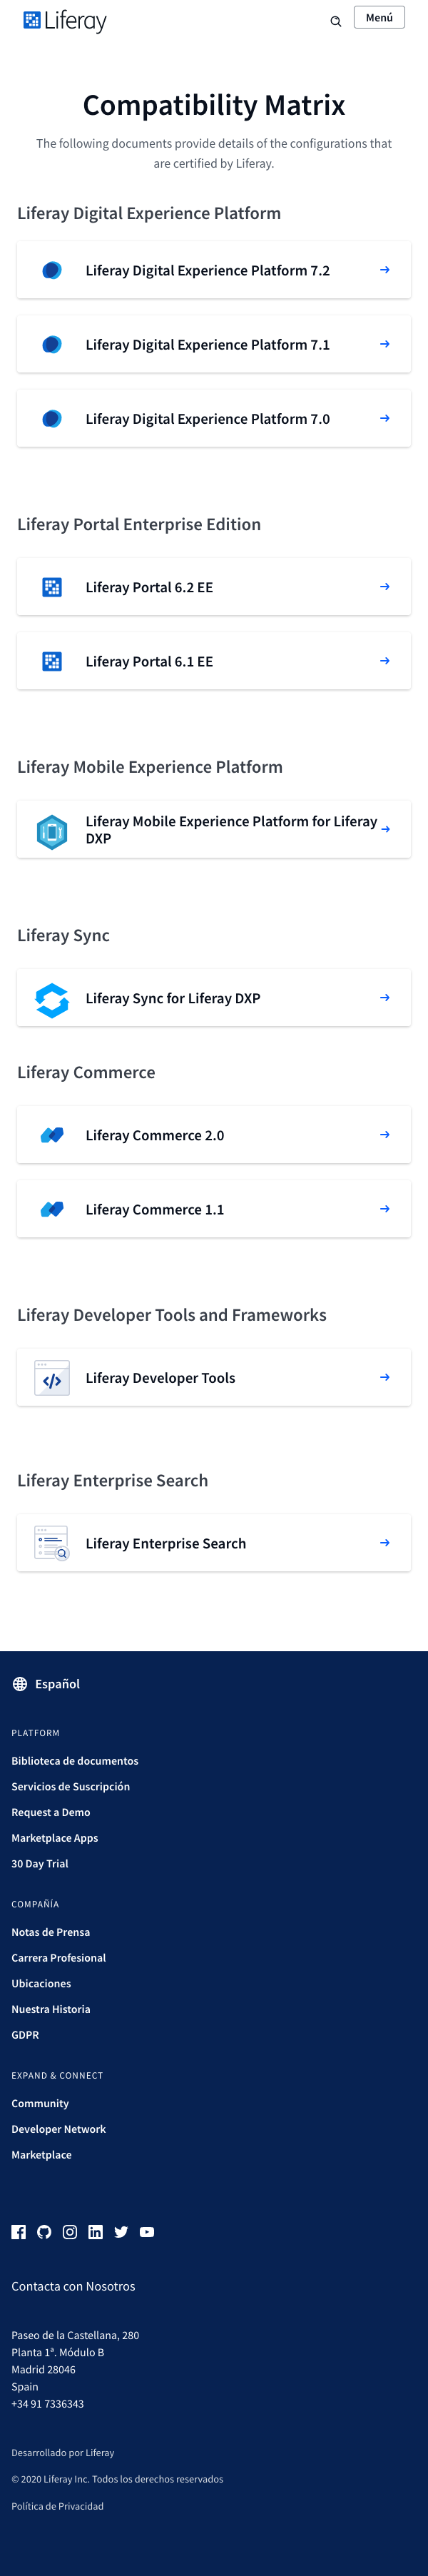 Liferay
Menú
Compatibility Matrix
The following documents provide details of the configurations that
are certified by Liferay.
Liferay Digital Experience Platform
Liferay Digital Experience Platform 7.2
Liferay Digital Experience Platform 7.1
Liferay Digital Experience Platform 7.0
Liferay Portal Enterprise Edition
Liferay Portal 6.2 EE
Liferay Portal 6.1 EE
Liferay Mobile Experience Platform
Liferay Mobile Experience Platform for Liferay
DXP
Liferay Sync
Liferay Sync for Liferay DXP
Liferay Commerce
Liferay Commerce 2.0
Liferay Commerce 1.1
Liferay Developer Tools and Frameworks
Liferay Developer Tools
Liferay Enterprise Search
Liferay Enterprise Search
Español
PLATFORM
Biblioteca de documentos
Servicios de Suscripción
Request a Demo
Marketplace Apps
30 Day Trial
COMPAÑÍA
Notas de Prensa
Carrera Profesional
Ubicaciones
Nuestra Historia
GDPR
EXPAND & CONNECT
Community
Developer Network
Marketplace
Contacta con Nosotros
Paseo de la Castellana, 280
Planta 1ª. Módulo B
Madrid 28046
Spain
+34 91 7336343
Desarrollado por Liferay
© 2020 Liferay Inc. Todos los derechos reservados
Política de Privacidad